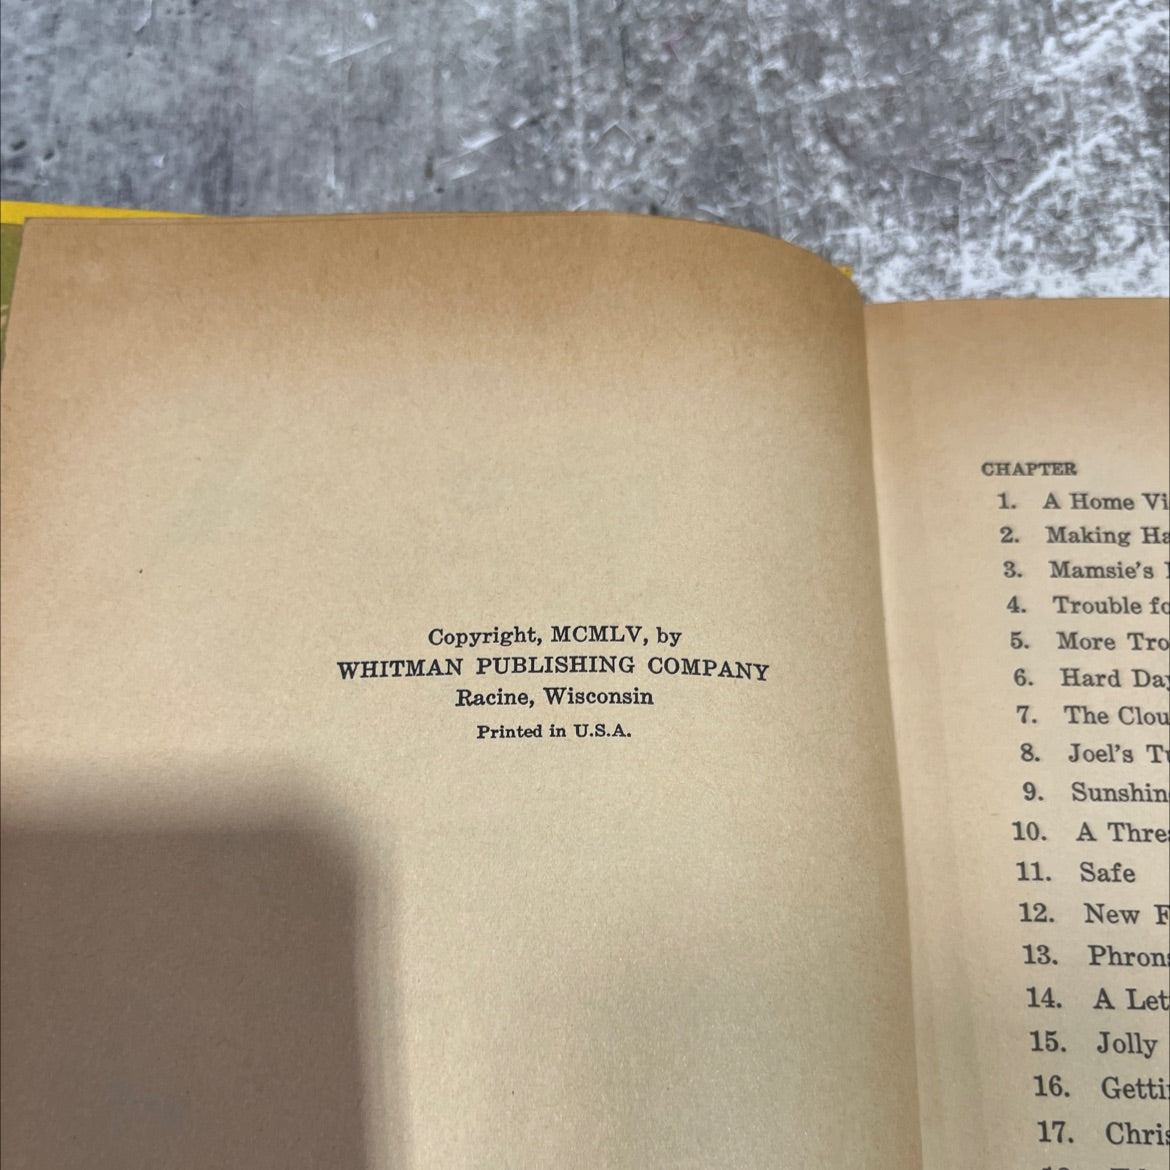 Copyright, MCMLV, by
WHITMAN PUBLISHING COMPANY
Racine, Wisconsin
Printed in U.S.A.
CHAPTER
1. A Home
2. Making
3. Mamsie's
4. Trouble
5. More
6. Hard
7. The
8. Joel's
9.
10. A
11. Safe
12. New
13.
14. A
15. Jolly
16.
17.